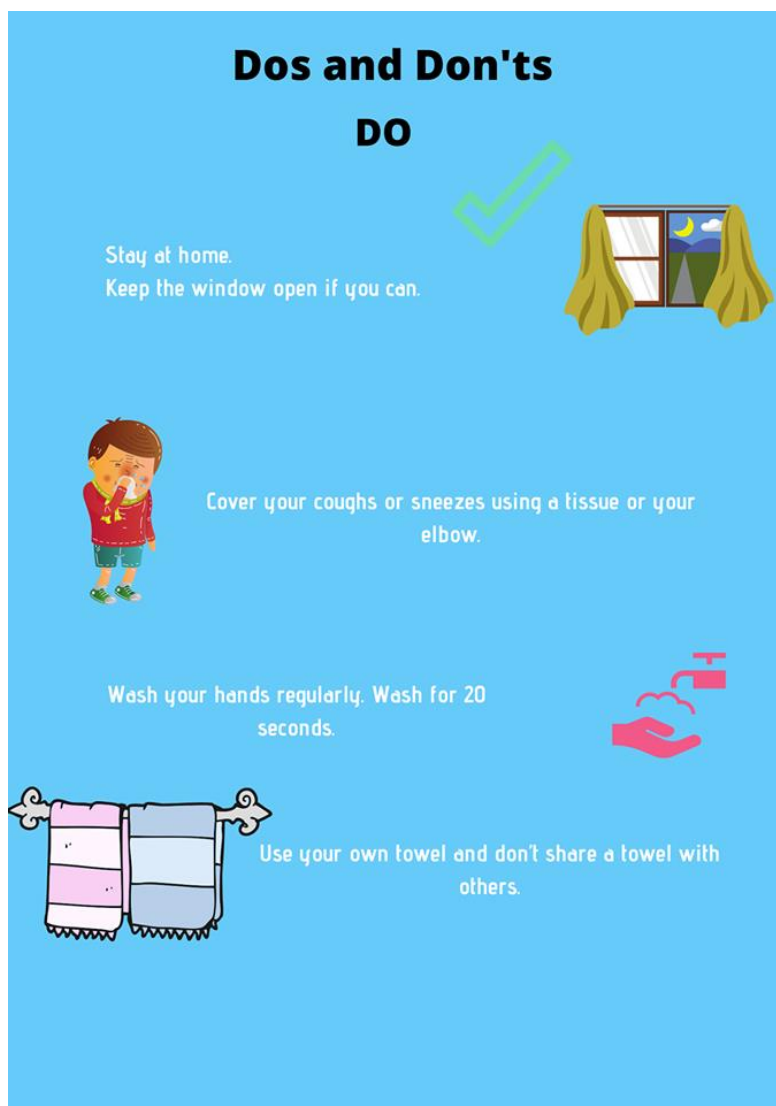 Dos and Don'ts
DO
Stay at home.
Keep the window open if you can.
Cover your coughs or sneezes using a tissue or your
elbow.
Wash your hands regularly. Wash for 20
seconds.
Use your own towel and don't share a towel with
others.